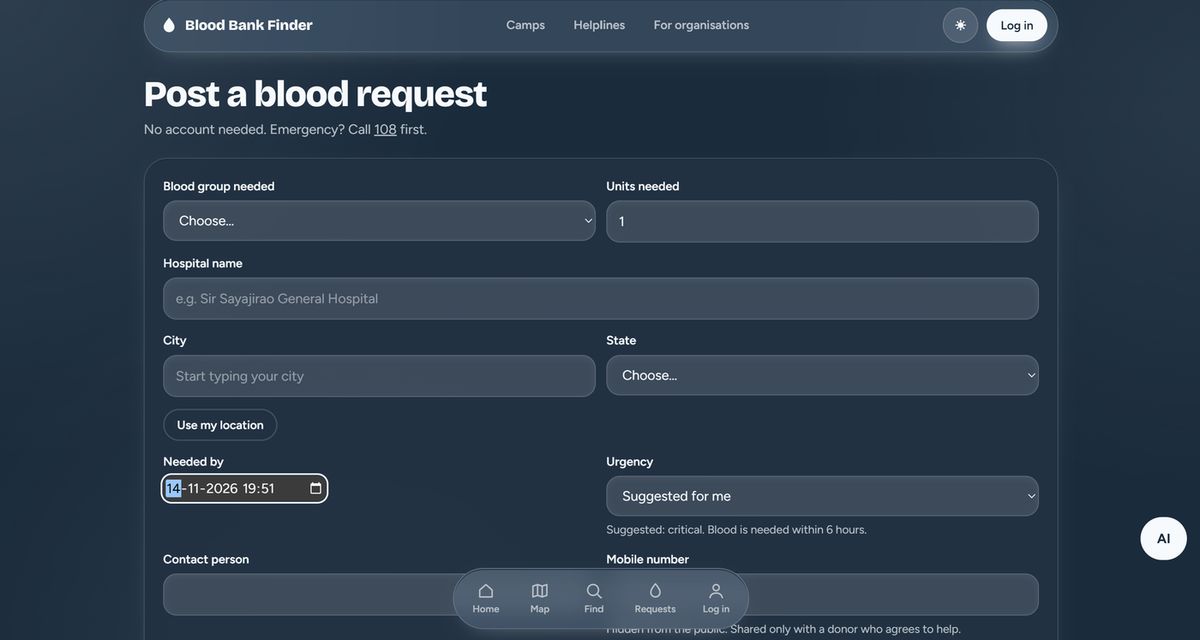 Blood Bank Finder
Camps
Helplines
For organisations
Log in
Post a blood request
No account needed. Emergency? Call 108 first.
Blood group needed
Units needed
Choose...
1
Hospital name
e.g. Sir Sayajirao General Hospital
City
State
Start typing your city
Choose...
Use my location
Needed by
Urgency
14-11-2026 19:51
Suggested for me
Suggested: critical. Blood is needed within 6 hours.
AI
Contact person
Mobile number
Home
Map
Find
Requests
Log in
Hidden from the public. Shared only with a donor who agrees to help.